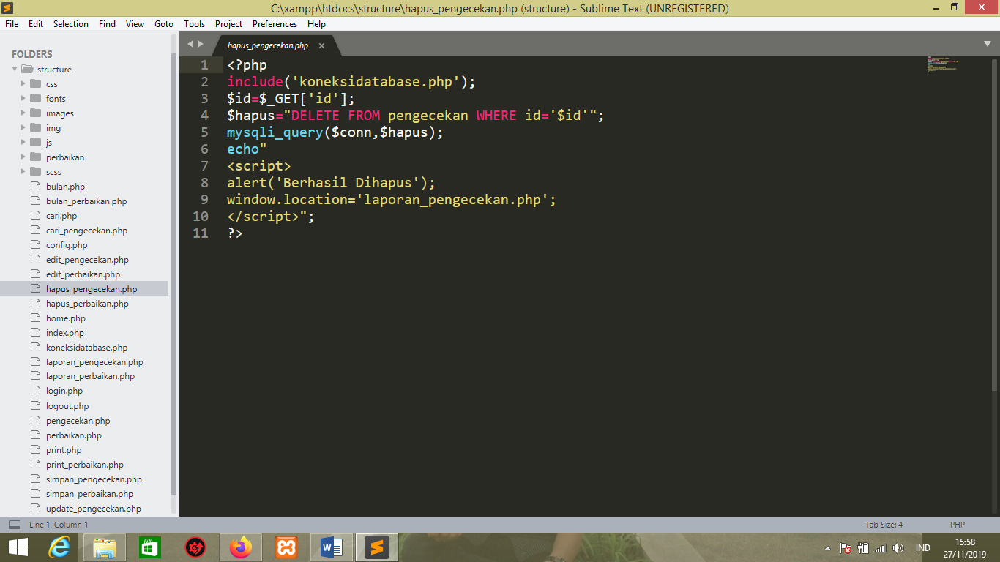 C:\xampp\htdocs\structure\hapus_pengecekan.php (structure) - Sublime Text (UNREGISTERED)
File Edit Selection Find View Goto Tools Project Preferences Help
FOLDERS
structure
css
fonts
images
img
js
perbaikan
scss
bulan.php
bulan_perbaikan.php
cari.php
cari_pengecekan.php
config.php
edit_pengecekan.php
edit_perbaikan.php
hapus_pengecekan.php
hapus_perbaikan.php
home.php
index.php
koneksidatabase.php
laporan_pengecekan.php
laporan_perbaikan.php
login.php
logout.php
pengecekan.php
perbaikan.php
print.php
print_perbaikan.php
simpan_pengecekan.php
simpan_perbaikan.php
update_pengecekan.php
hapus_pengecekan.php
1 <?php
2 include('koneksidatabase.php');
3 $id=$_GET['id'];
4 $hapus="DELETE FROM pengecekan WHERE id='$id'";
5 mysqli_query($conn,$hapus);
6 echo"
7 <script>
8 alert('Berhasil Dihapus');
9 window.location='laporan_pengecekan.php';
10 </script>";
11 ?>
Line 1, Column 1
Tab Size: 4
PHP
IND
15:58
27/11/2019